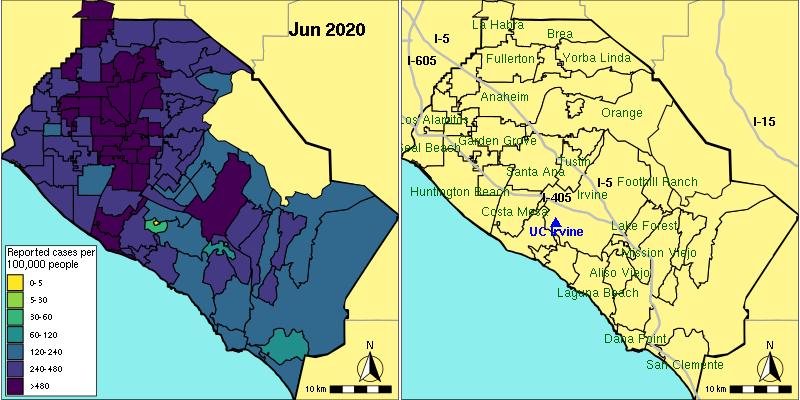 Jun 2020
Reported cases per
100,000 people
0-5
5-30
30-60
60-120
120-240
240-480
>480
N
10 km
La Habra
Brea
I-5
I-605
Fullerton
Yorba Linda
Anaheim
Orange
I-15
Los Alamitos
Garden Grove
Seal Beach
Tustin
Santa Ana
I-5
Foothill Ranch
Huntington Beach
I-405
Irvine
Costa Mesa
UC Irvine
Lake Forest
Mission Viejo
Aliso Viejo
Laguna Beach
Dana Point
San Clemente
N
10 km